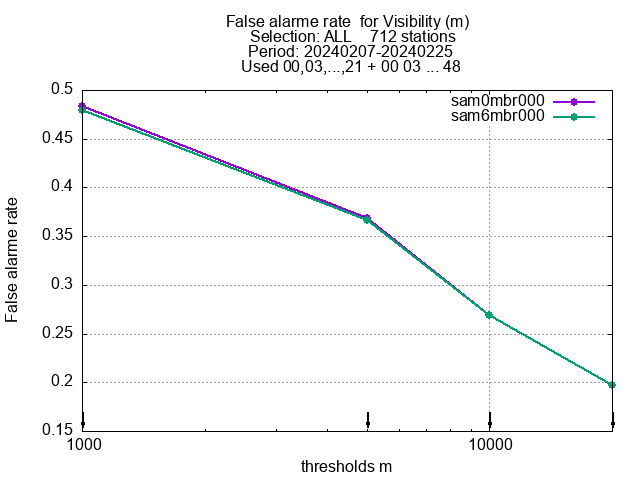 False alarme rate  for Visibility (m)
Selection: ALL    712 stations
Period: 20240207-20240225
Used 00,03,...,21 + 00 03 ... 48
sam0mbr000
sam6mbr000
0.5
0.45
0.4
0.35
0.3
0.25
0.2
0.15
False alarme rate
1000
10000
thresholds m